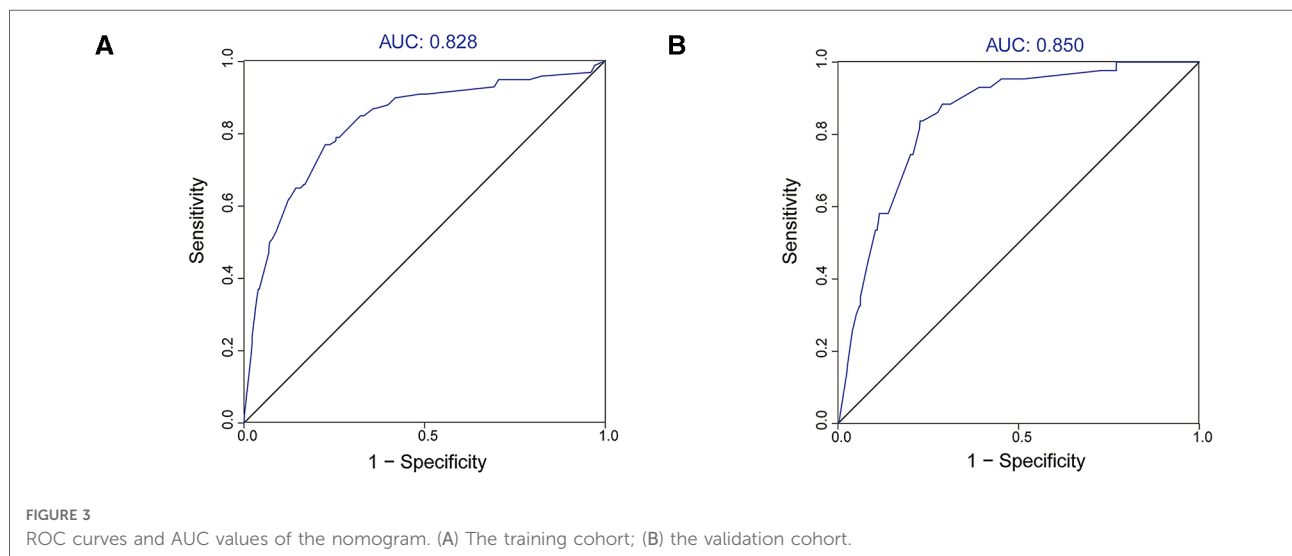 A
AUC: 0.828
Sensitivity
1.0
0.8
0.6
0.4
0.2
0.0
0.0 0.5 1.0
1 − Specificity
B
AUC: 0.850
Sensitivity
1.0
0.8
0.6
0.4
0.2
0.0
0.0 0.5 1.0
1 − Specificity
FIGURE 3
ROC curves and AUC values of the nomogram. (A) The training cohort; (B) the validation cohort.